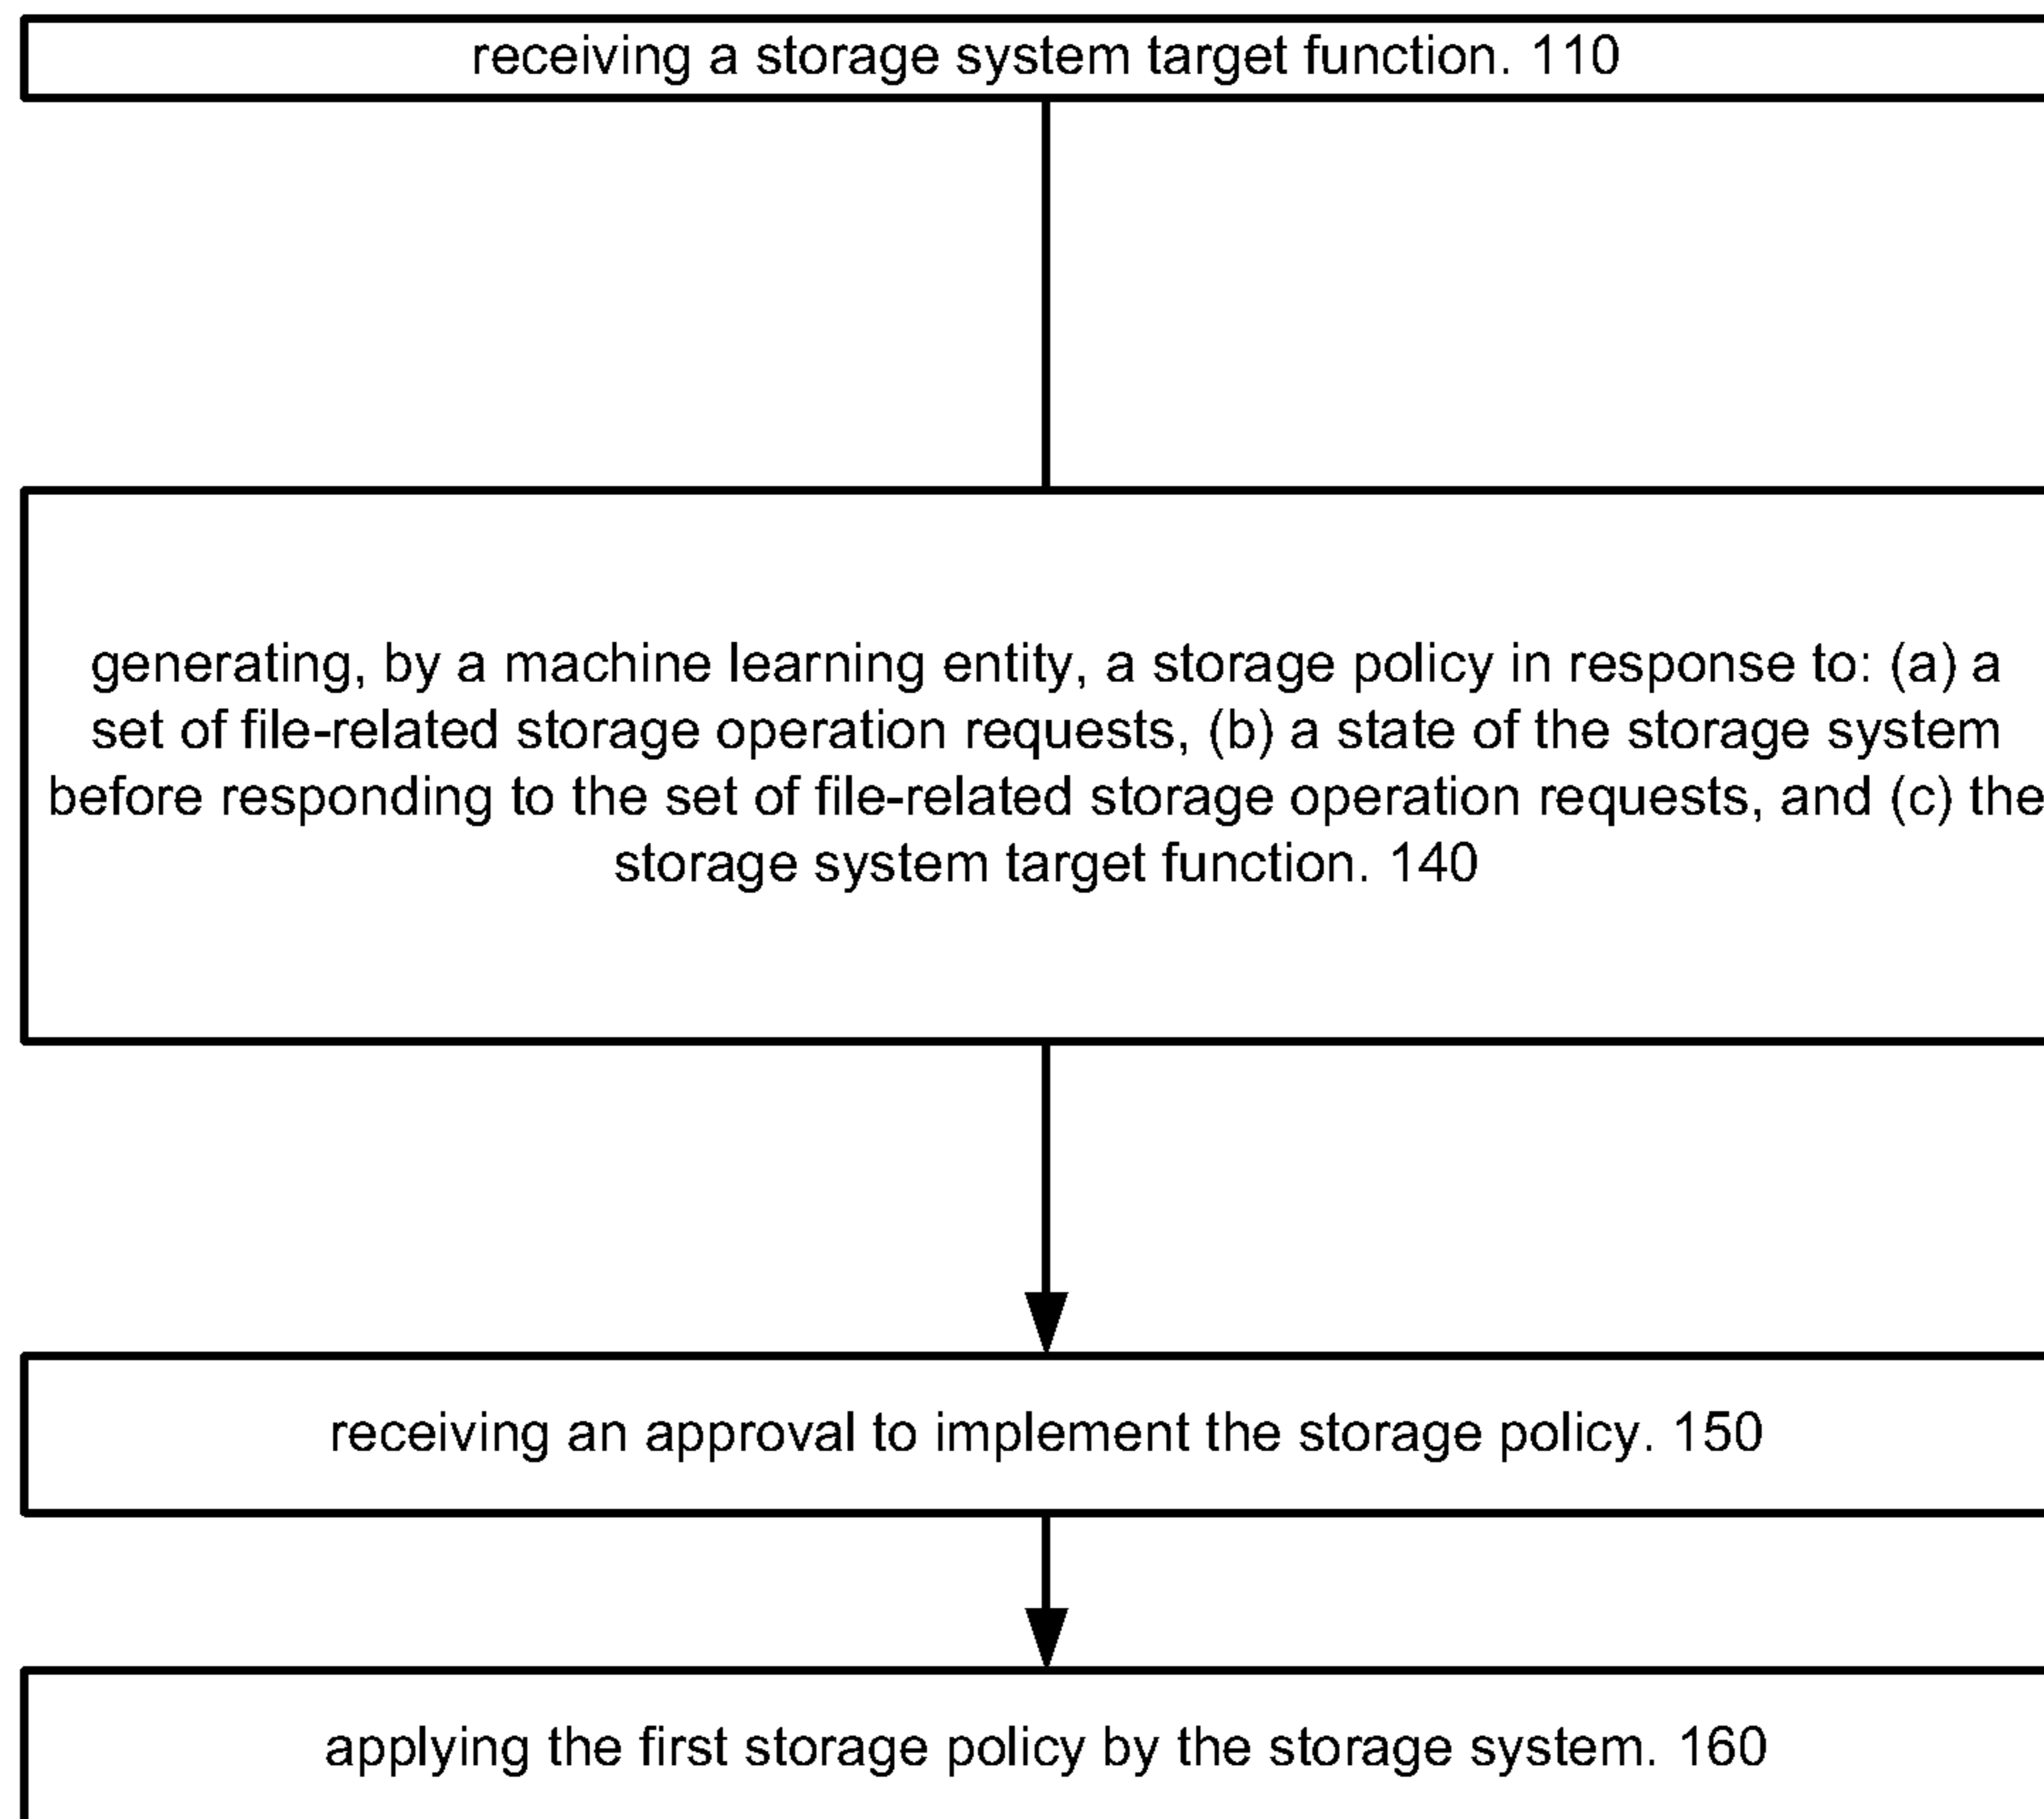 receiving a storage system target function. 110
generating, by a machine learning entity, a storage policy in response to: (a) a
set of file-related storage operation requests, (b) a state of the storage system
before responding to the set of file-related storage operation requests, and (c) the
storage system target function. 140
receiving an approval to implement the storage policy. 150
applying the first storage policy by the storage system. 160